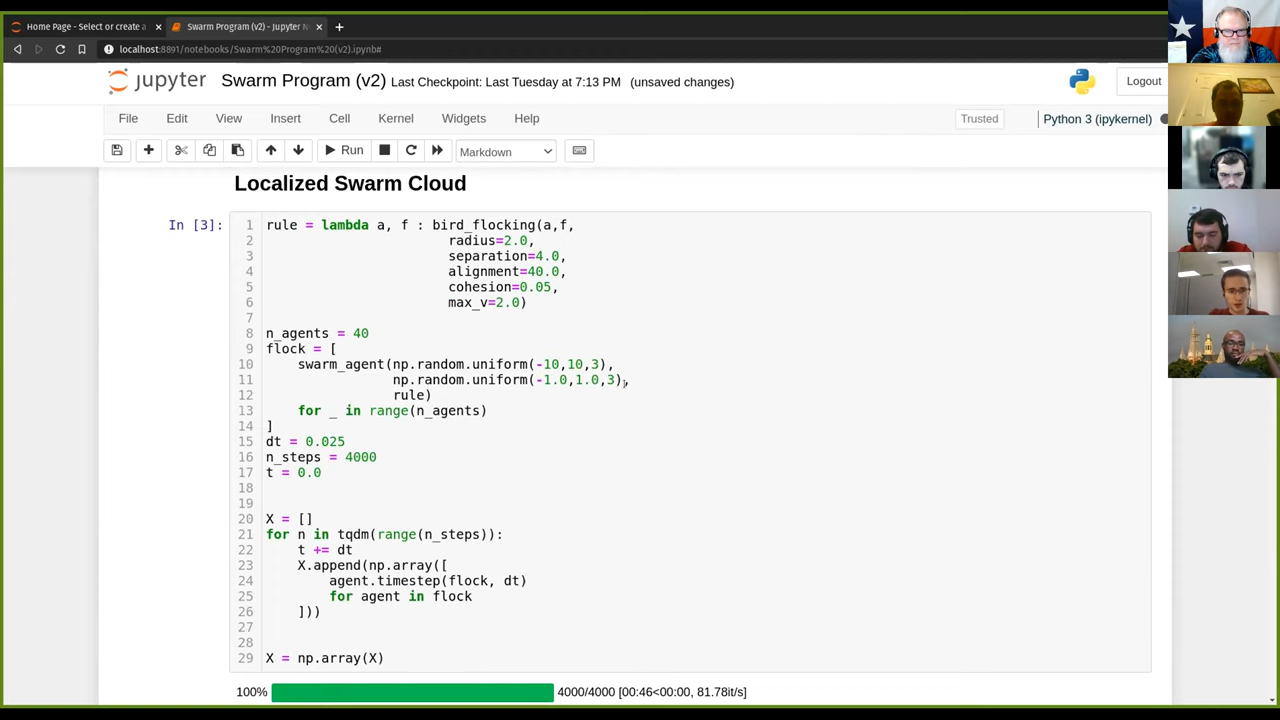 Home Page - Select or create a
Swarm Program (v2) - Jupyter N
localhost:8891/notebooks/Swarm%20Program%20(v2).ipynb#
jupyter Swarm Program (v2) Last Checkpoint: Last Tuesday at 7:13 PM (unsaved changes)
Logout
File Edit View Insert Cell Kernel Widgets Help
Trusted
Python 3 (ipykernel)
Run
Markdown
Localized Swarm Cloud
In [3]:
1 rule = lambda a, f : bird_flocking(a,f,
2 radius=2.0,
3 separation=4.0,
4 alignment=40.0,
5 cohesion=0.05,
6 max_v=2.0)
7
8 n_agents = 40
9 flock = [
10 swarm_agent(np.random.uniform(-10,10,3),
11 np.random.uniform(-1.0,1.0,3),
12 rule)
13 for _ in range(n_agents)
14 ]
15 dt = 0.025
16 n_steps = 4000
17 t = 0.0
18
19
20 X = []
21 for n in tqdm(range(n_steps)):
22 t += dt
23 X.append(np.array([
24 agent.timestep(flock, dt)
25 for agent in flock
26 ]))
27
28
29 X = np.array(X)
100% 4000/4000 [00:46<00:00, 81.78it/s]